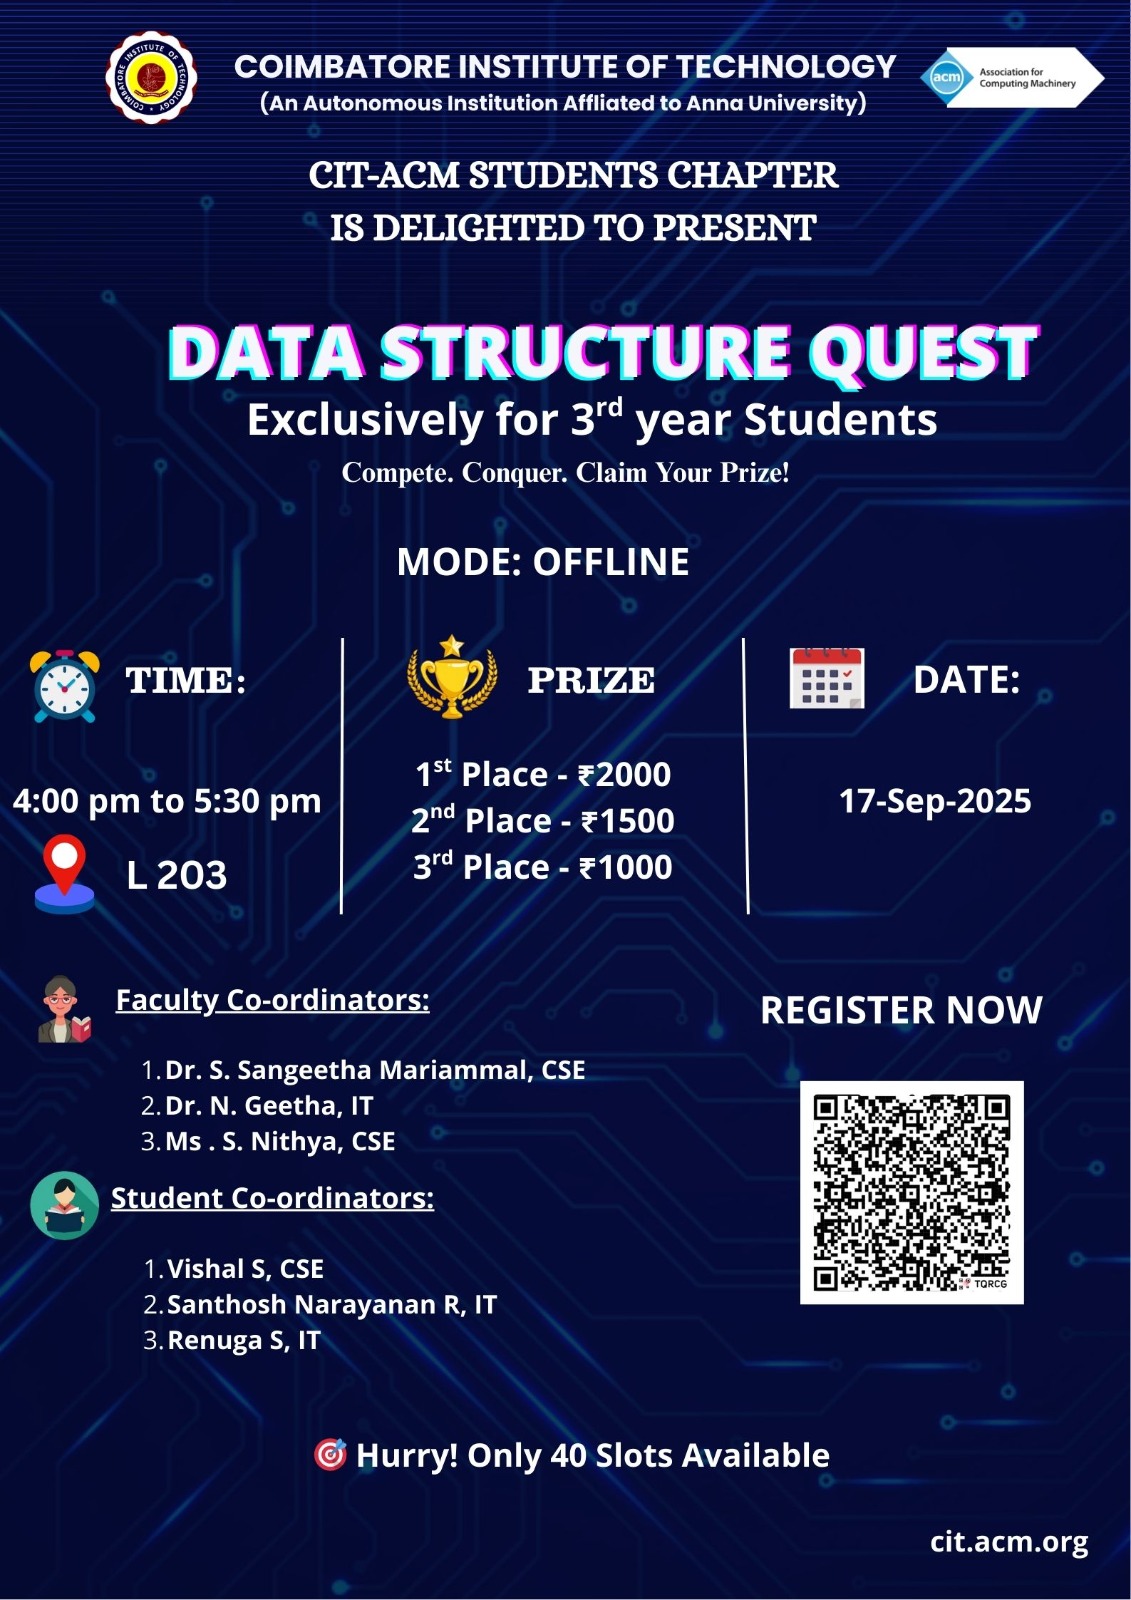 COIMBATORE INSTITUTE OF TECHNOLOGY
COIMBATORE INSTITUTE OF TECHNOLOGY
(An Autonomous Institution Affliated to Anna University)
acm
Association for
Computing Machinery
CIT-ACM STUDENTS CHAPTER
IS DELIGHTED TO PRESENT
DATA STRUCTURE QUEST
Exclusively for 3rd year Students
Compete. Conquer. Claim Your Prize!
MODE: OFFLINE
TIME:
4:00 pm to 5:30 pm
L 203
PRIZE
1st Place - ₹2000
2nd Place - ₹1500
3rd Place - ₹1000
DATE:
17-Sep-2025
Faculty Co-ordinators:
1. Dr. S. Sangeetha Mariammal, CSE
2. Dr. N. Geetha, IT
3. Ms . S. Nithya, CSE
Student Co-ordinators:
1. Vishal S, CSE
2. Santhosh Narayanan R, IT
3. Renuga S, IT
REGISTER NOW
TQRCG
🎯 Hurry! Only 40 Slots Available
cit.acm.org